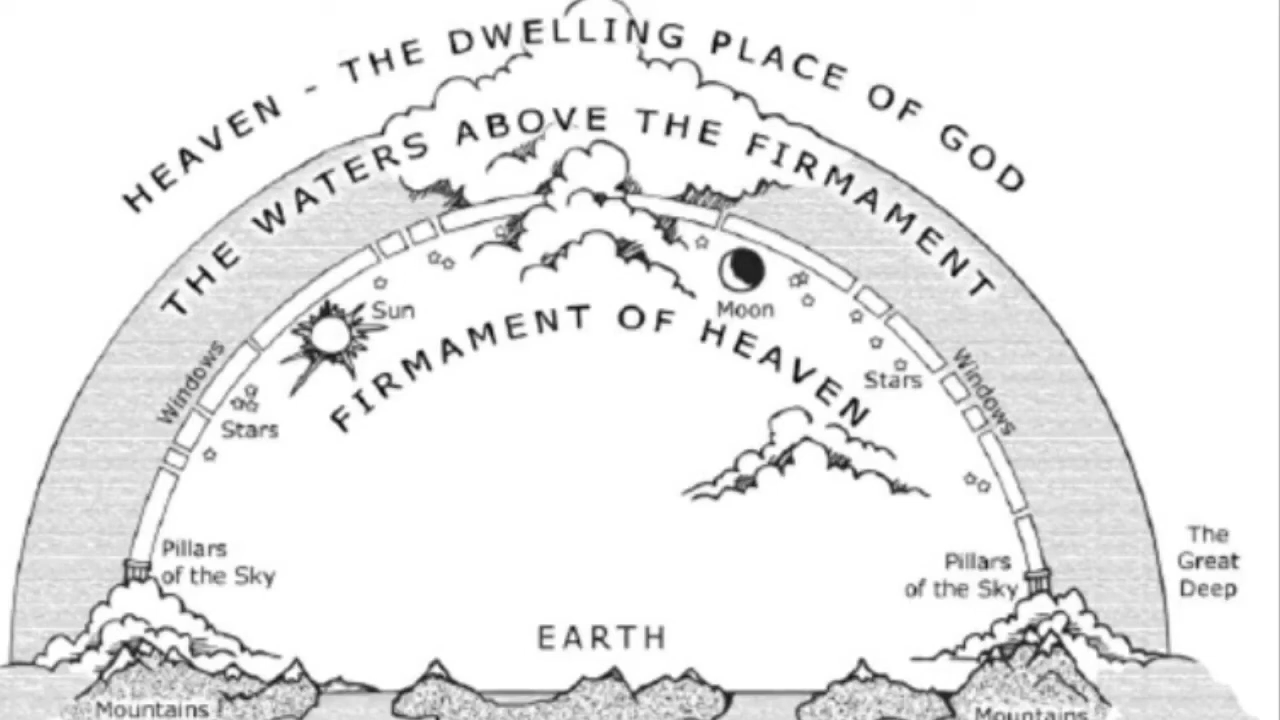 HEAVEN - THE DWELLING PLACE OF GOD
THE WATERS ABOVE THE FIRMAMENT
Sun
Moon
FIRMAMENT OF HEAVEN
Windows
Windows
Stars
Stars
Pillars
of the Sky
Pillars
of the Sky
The
Great
Deep
EARTH
Mountains
Mountains